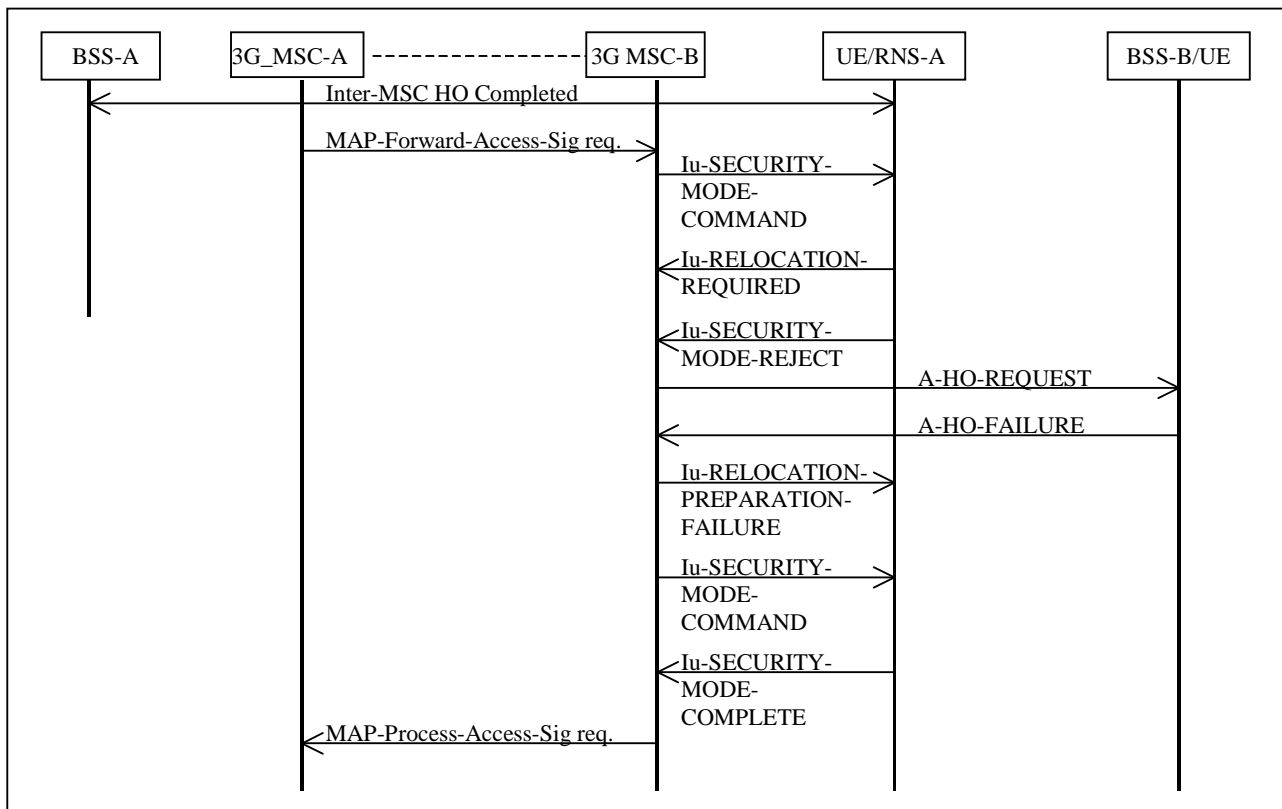 BSS-A
3G_MSC-A
3G MSC-B
UE/RNS-A
BSS-B/UE
Inter-MSC HO Completed
MAP-Forward-Access-Sig req.
Iu-SECURITY-
MODE-
COMMAND
Iu-RELOCATION-
REQUIRED
Iu-SECURITY-
MODE-REJECT
A-HO-REQUEST
A-HO-FAILURE
Iu-RELOCATION-
PREPARATION-
FAILURE
Iu-SECURITY-
MODE-
COMMAND
Iu-SECURITY-
MODE-
COMPLETE
MAP-Process-Access-Sig req.